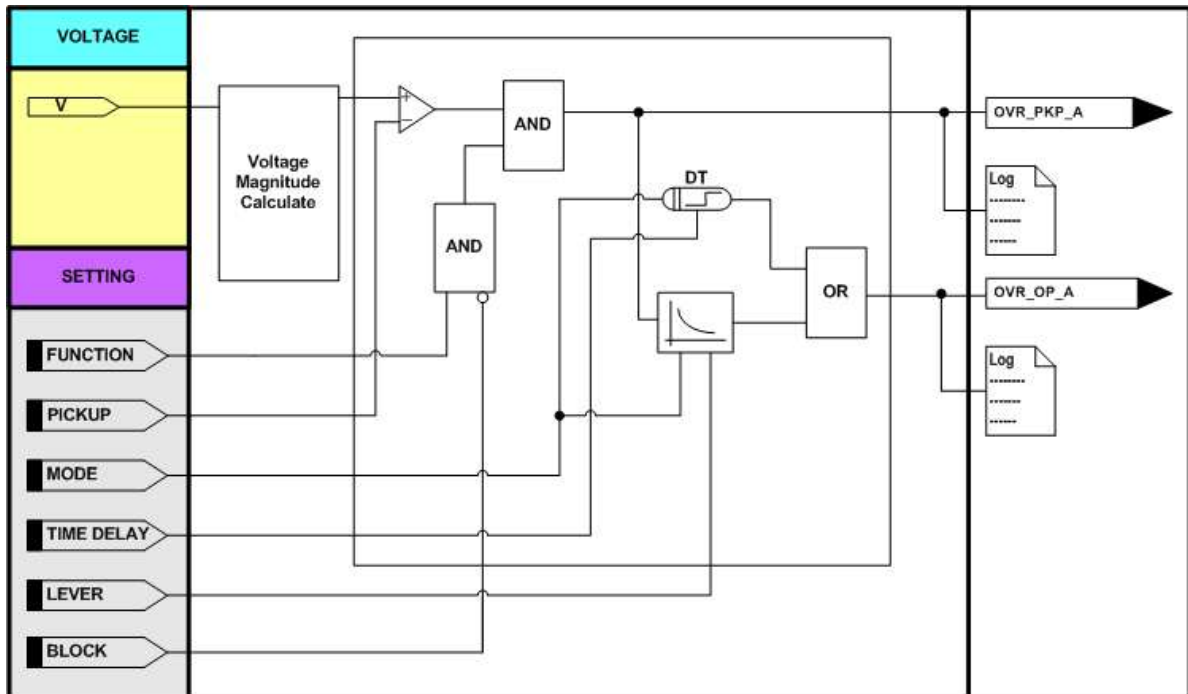 VOLTAGE
V
Voltage
Magnitude
Calculate
+
−
AND
AND
DT
OR
OVR_PKP_A
Log
OVR_OP_A
Log
SETTING
FUNCTION
PICKUP
MODE
TIME DELAY
LEVER
BLOCK